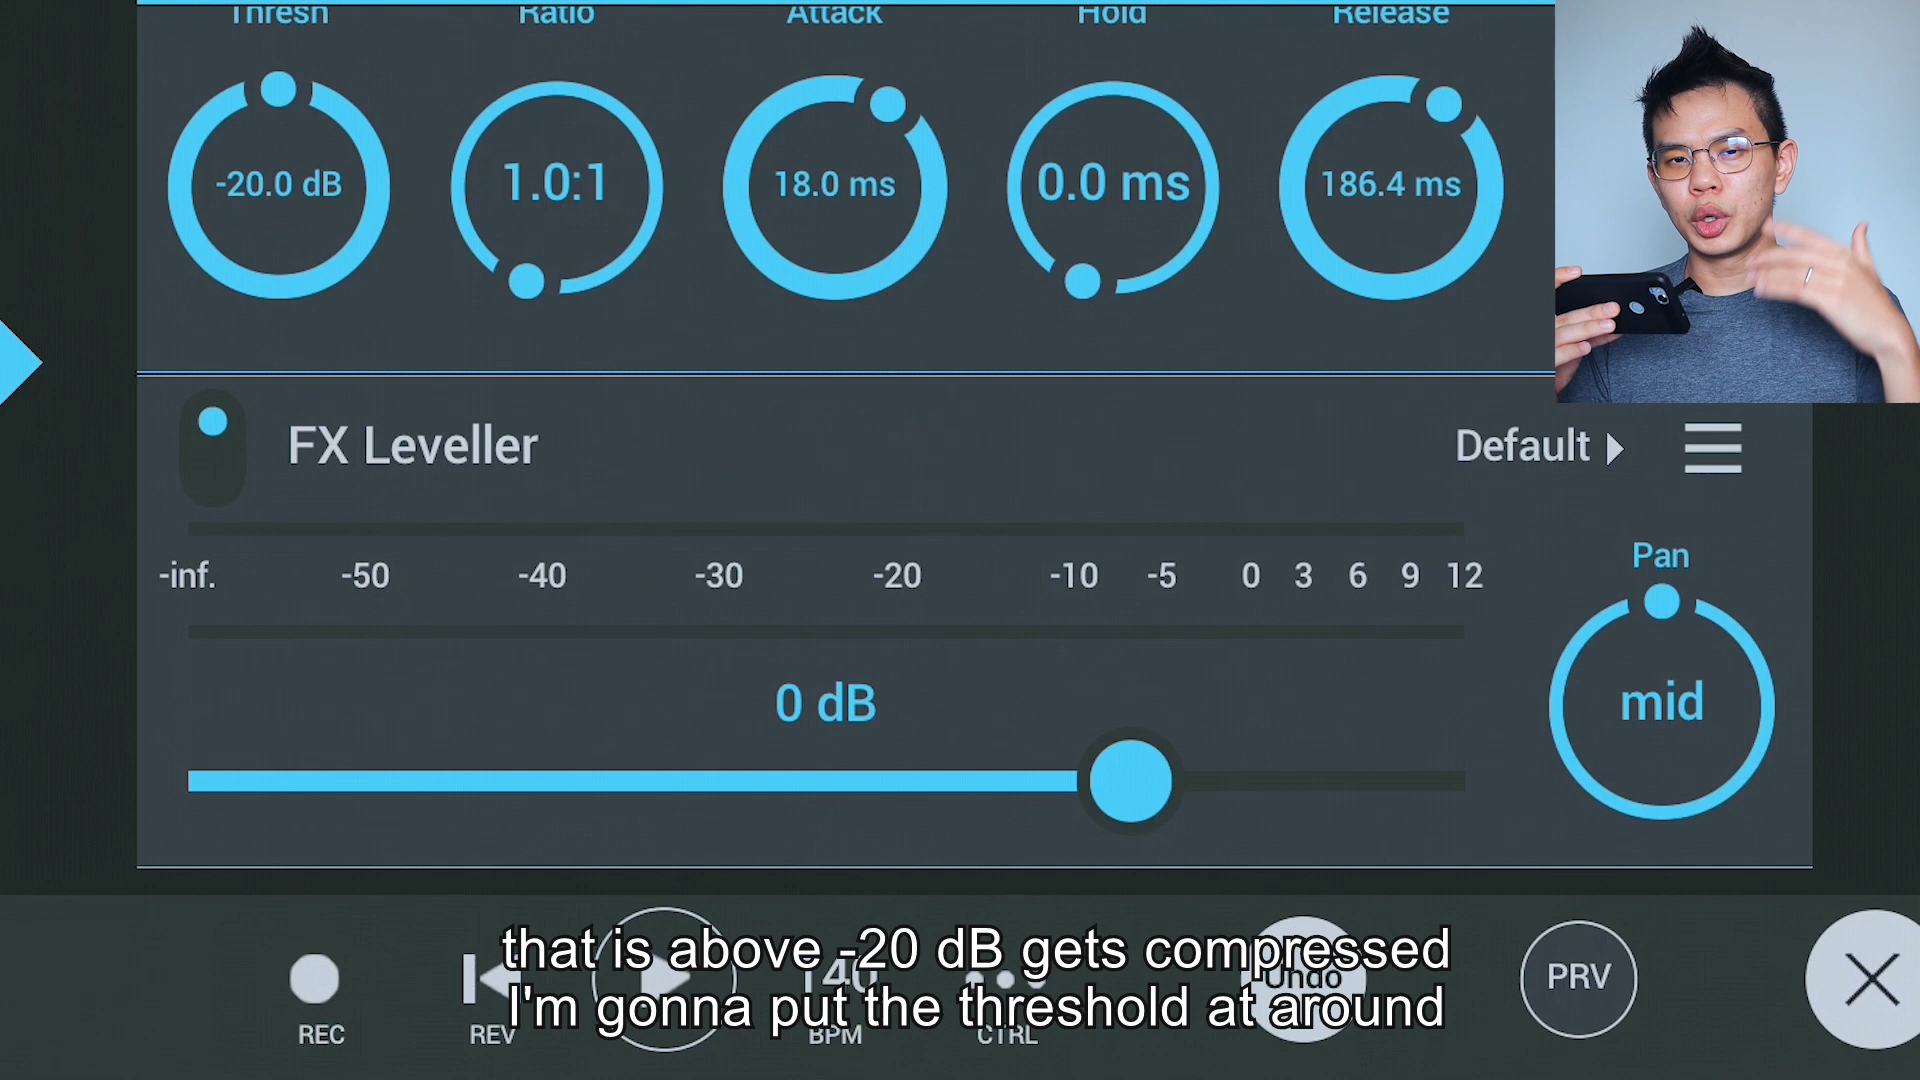 Thresh Ratio Attack Hold Release
-20.0 dB 1.0:1 18.0 ms 0.0 ms 186.4 ms
FX Leveller Default
-inf. -50 -40 -30 -20 -10 -5 0 3 6 9 12
Pan
0 dB mid
that is above -20 dB gets compressed
140 Undo PRV
I'm gonna put the threshold at around
REC REV BPM CTRL